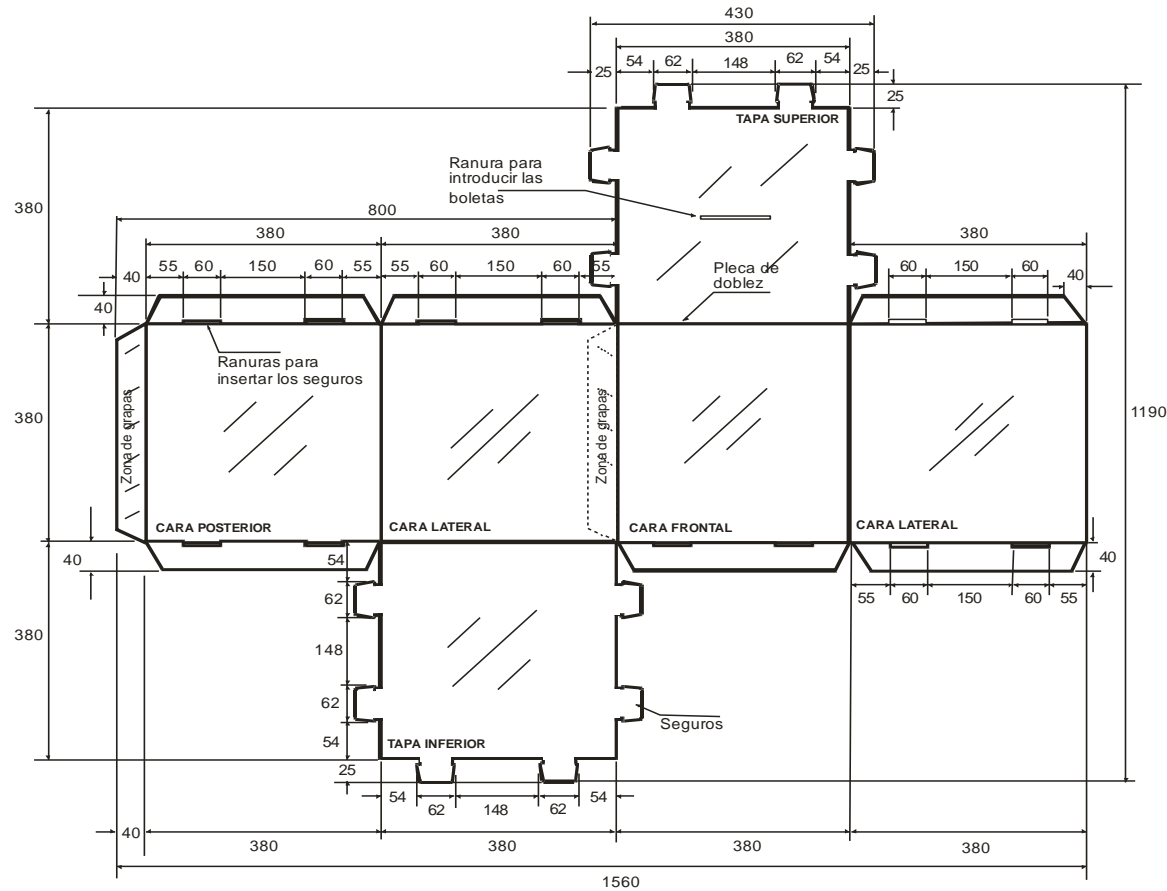 430
380
54 62 148 62 54
25 25
25
TAPA SUPERIOR
Ranura para
introducir las
boletas
380
800
380 380 380
40 55 60 150 60 55 55 60 150 60 55 60 150 60 40
40
Pleca de
doblez
Ranuras para
insertar los seguros
380
Zona de grapas
Zona de grapas
1190
CARA POSTERIOR
CARA LATERAL
CARA FRONTAL
CARA LATERAL
40
40
54
62
148
62
54
55 60 150 60 55
380
Seguros
TAPA INFERIOR
25
54 62 148 62 54
40 380 380 380 380
1560